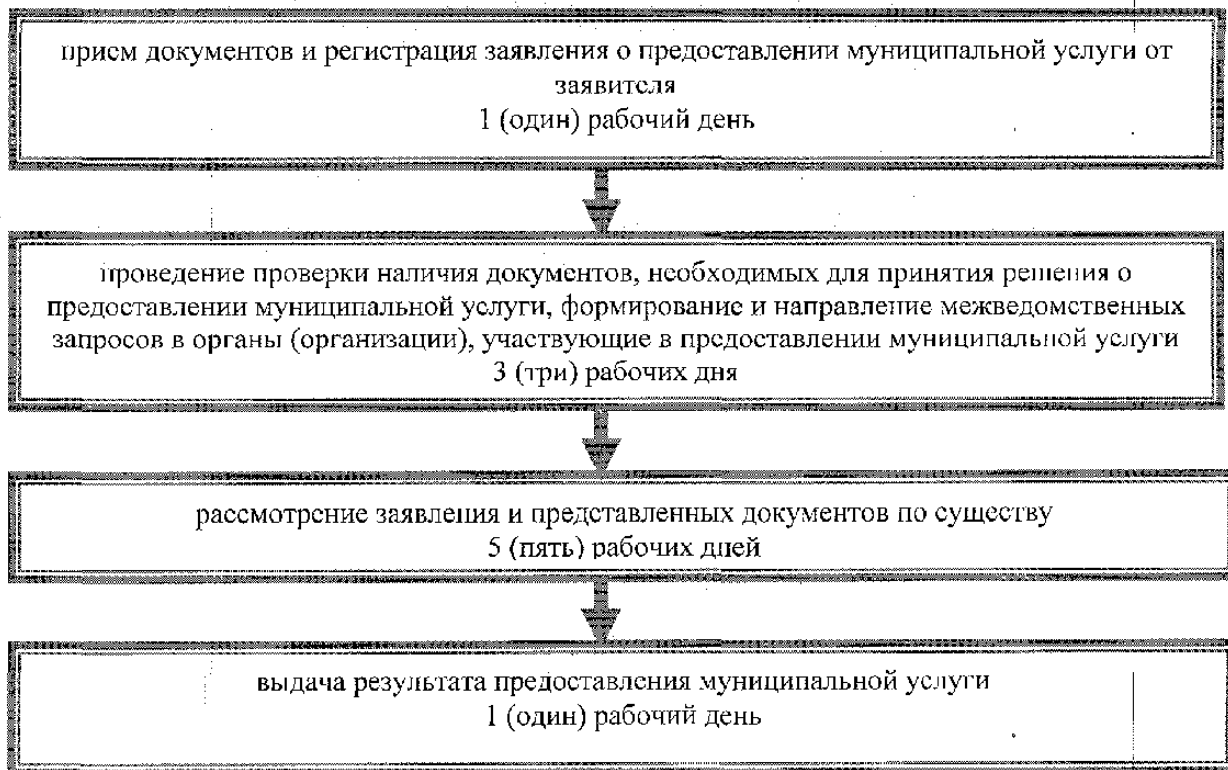 прием документов и регистрация заявления о предоставлении муниципальной услуги от
заявителя
1 (один) рабочий день
проведение проверки наличия документов, необходимых для принятия решения о
предоставлении муниципальной услуги, формирование и направление межведомственных
запросов в органы (организации), участвующие в предоставлении муниципальной услуги
3 (три) рабочих дня
рассмотрение заявления и представленных документов по существу
5 (пять) рабочих дней
выдача результата предоставления муниципальной услуги
1 (один) рабочий день